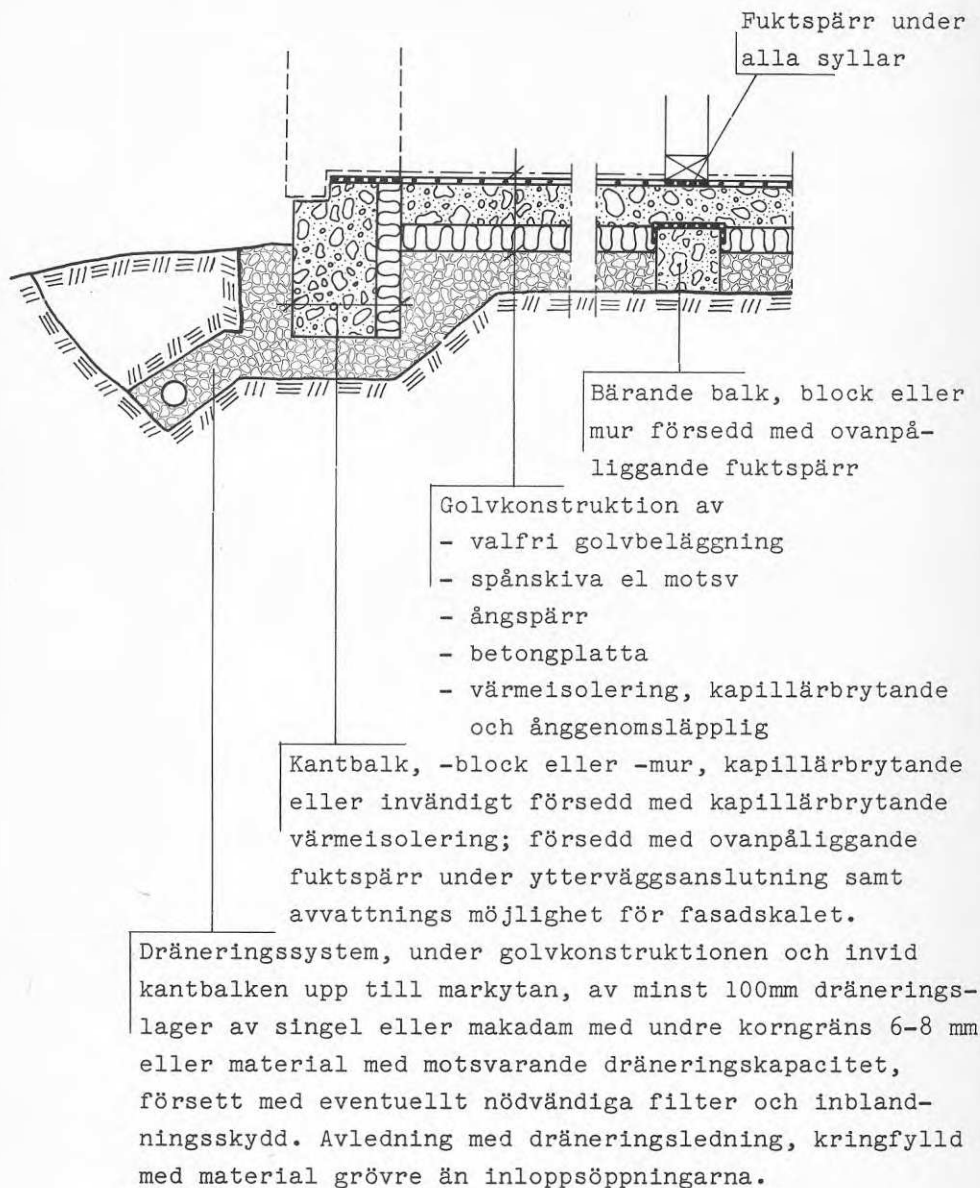 Fuktspärr under
alla syllar
Bärande balk, block eller
mur försedd med ovanpå-
liggande fuktspärr
Golvkonstruktion av
- valfri golvbeläggning
- spånskiva el motsv
- ångspärr
- betongplatta
- värmeisolering, kapillärbrytande
och ånggenomsläpplig
Kantbalk, -block eller -mur, kapillärbrytande
eller invändigt försedd med kapillärbrytande
värmeisolering; försedd med ovanpåliggande
fuktspärr under ytterväggsanslutning samt
avvattnings möjlighet för fasadskalet.
Dräneringssystem, under golvkonstruktionen och invid
kantbalken upp till markytan, av minst 100mm dränerings-
lager av singel eller makadam med undre korngräns 6-8 mm
eller material med motsvarande dräneringskapacitet,
försett med eventuellt nödvändiga filter och inbland-
ningsskydd. Avledning med dräneringsledning, kringfylld
med material grövre än inloppsöppningarna.